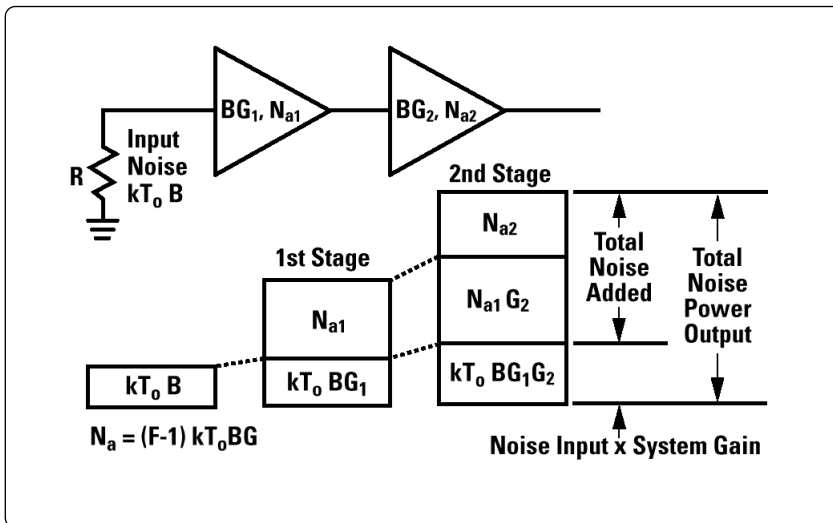 BG₁, Nₐ₁
BG₂, Nₐ₂
Input
Noise
kTₒ B
R
2nd Stage
Nₐ₂
1st Stage
Total
Noise
Added
Total
Noise
Power
Output
Nₐ₁
Nₐ₁ G₂
kTₒ B
kTₒ BG₁
kTₒ BG₁G₂
Nₐ = (F-1) kTₒBG
Noise Input x System Gain